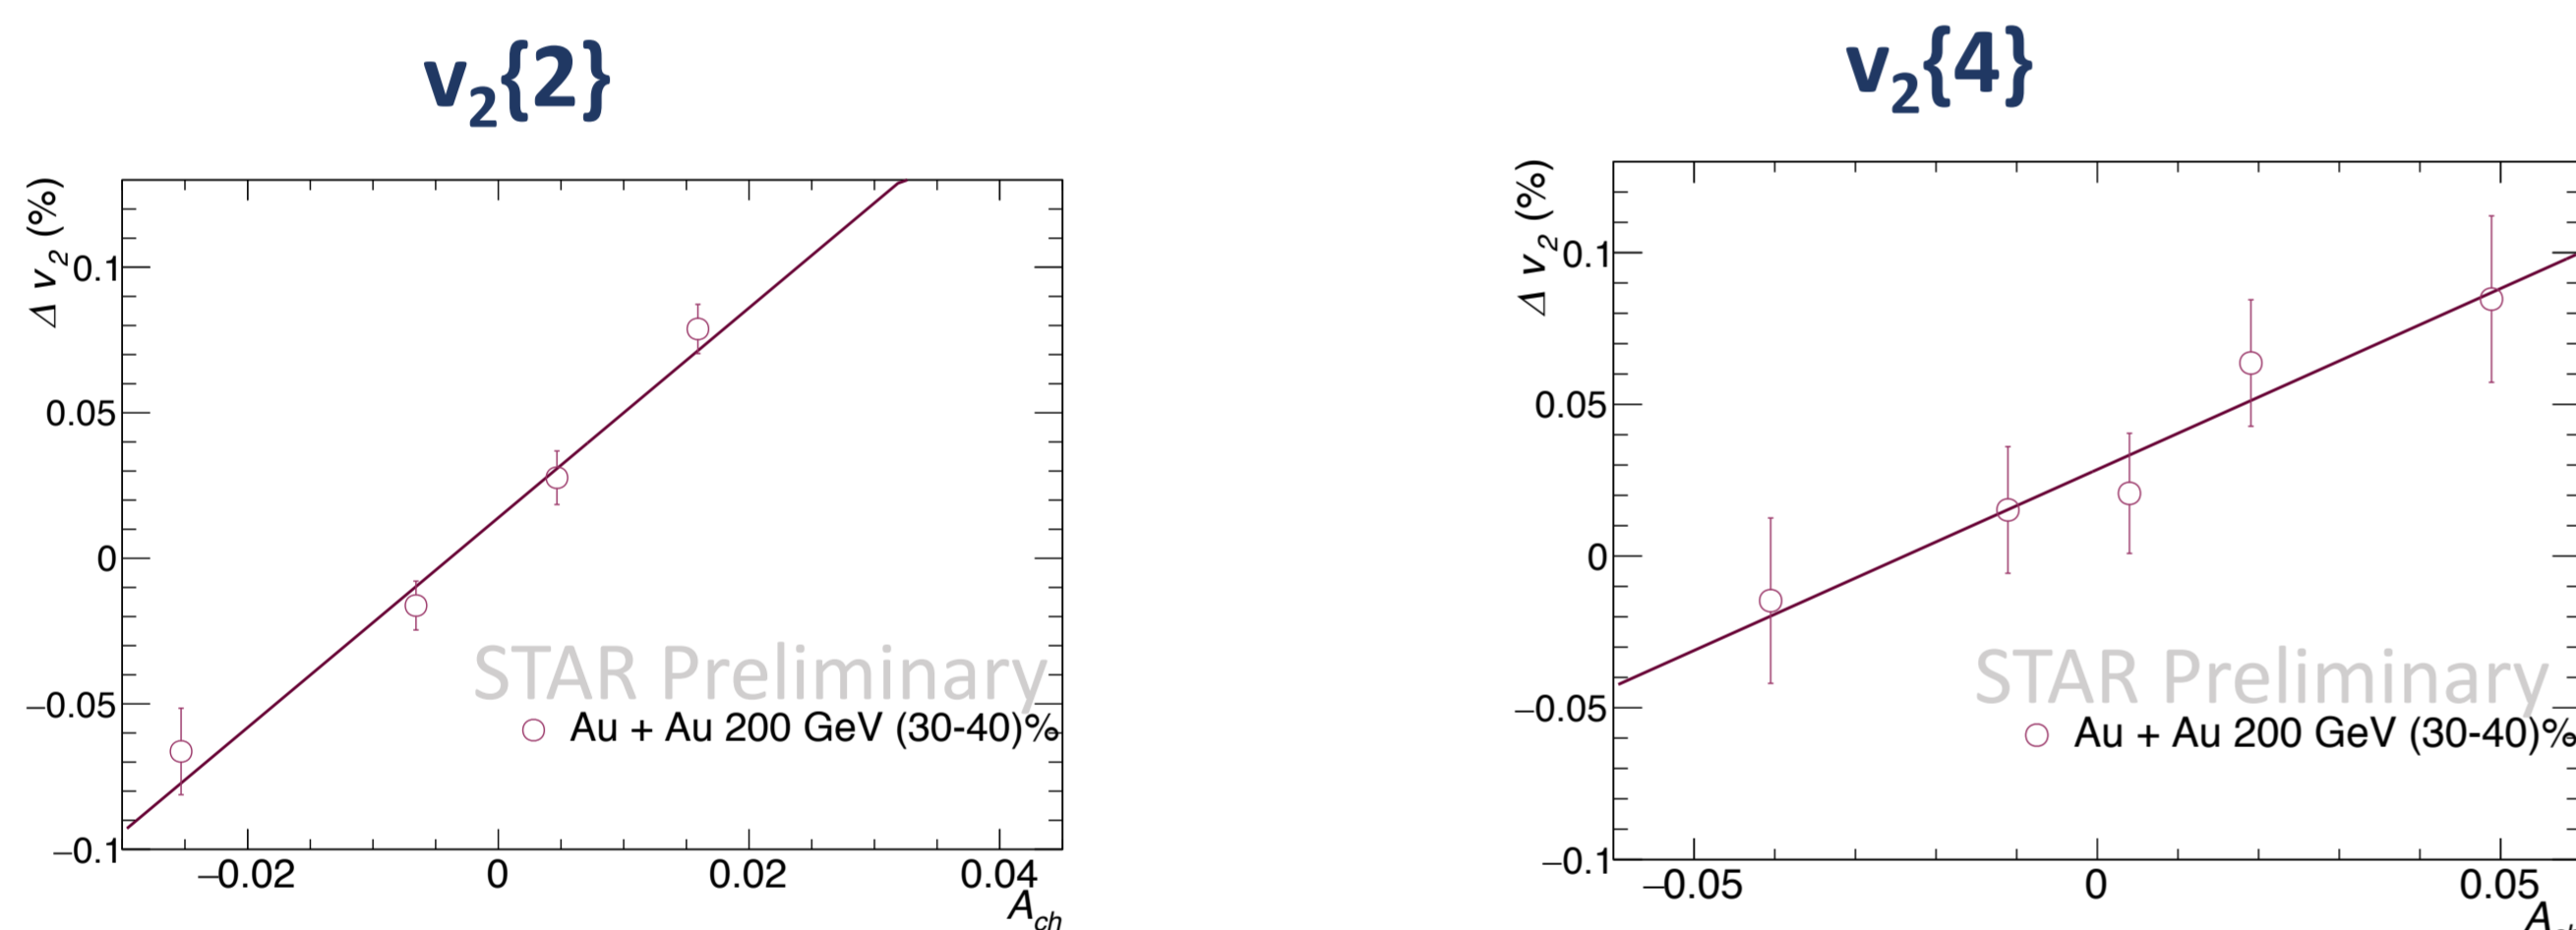 v2{2}
Δ v2 (%)
0.1
0.05
0
−0.05
−0.1
STAR Preliminary
Au + Au 200 GeV (30-40)%
−0.02 0 0.02 0.04
Ach
v2{4}
Δ v2 (%)
0.1
0.05
0
−0.05
−0.1
STAR Preliminary
Au + Au 200 GeV (30-40)%
−0.05 0 0.05